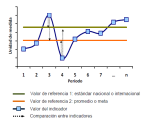 Unidad de medida
1 2 3 4 5 6 7 ... n
Periodo
Valor de referencia 1: estándar nacional o internacional
Valor de referencia 2: promedio o meta
Valor del indicador
Comparación entre indicadores